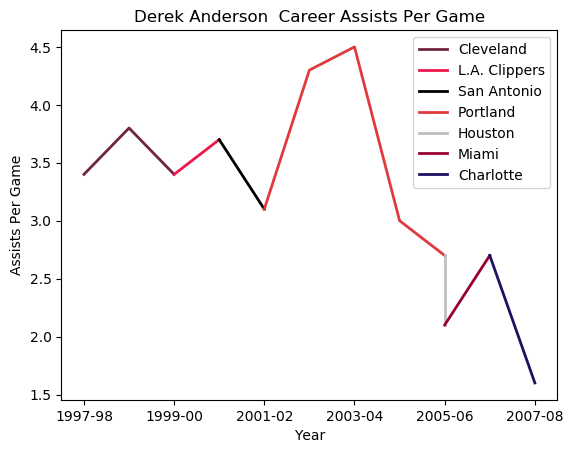 Derek Anderson  Career Assists Per Game
4.5
4.0
3.5
3.0
2.5
2.0
1.5
Assists Per Game
Cleveland
L.A. Clippers
San Antonio
Portland
Houston
Miami
Charlotte
1997-98 1999-00 2001-02 2003-04 2005-06 2007-08
Year